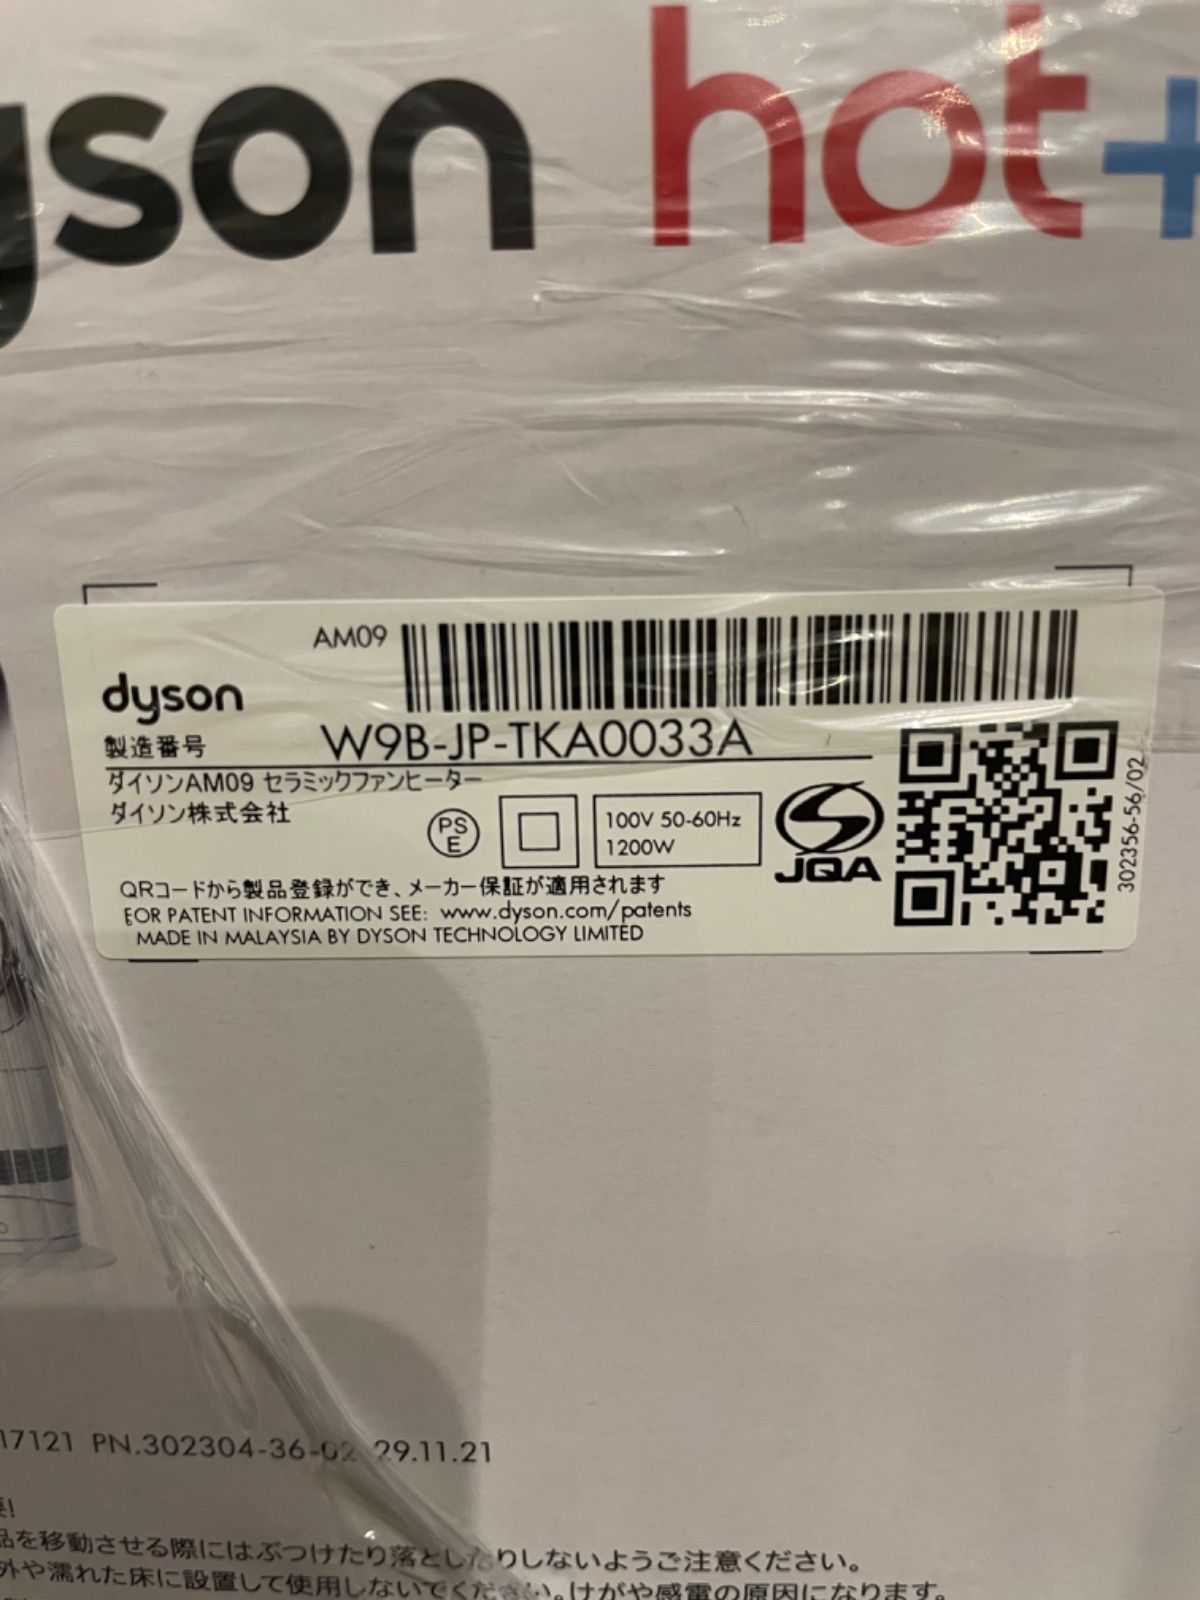 dyson hot+
AM09
dyson
製造番号 W9B-JP-TKA0033A
ダイソンAM09 セラミックファンヒーター
ダイソン株式会社
PS
E
100V 50-60Hz
1200W
JQA
302356-56/02
QRコードから製品登録ができ、メーカー保証が適用されます
FOR PATENT INFORMATION SEE: www.dyson.com/patents
MADE IN MALAYSIA BY DYSON TECHNOLOGY LIMITED
17121 PN.302304-36-02 29.11.21
品を移動させる際にはぶつけたり落としたりしないようご注意ください。
外や濡れた床に設置して使用しないでください。けがや感電の原因になります。